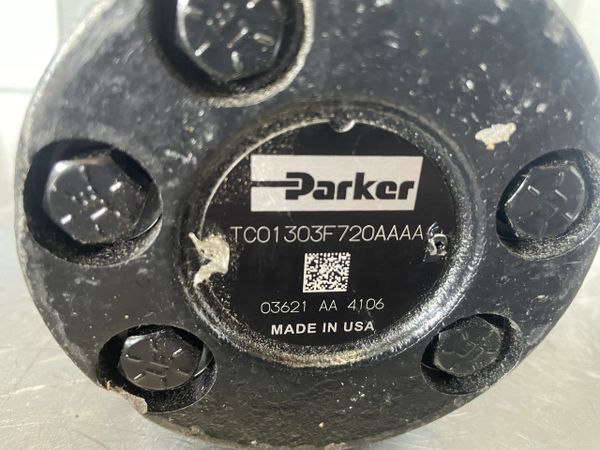 Parker
TC01303F720AAAA
03621 AA 4106
MADE IN USA